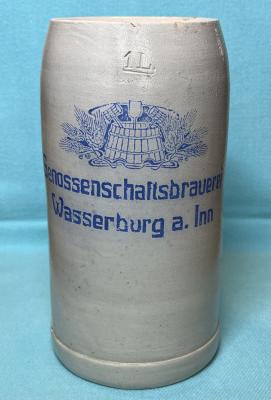 1L
Genossenschaftsbrauerei
Wasserburg a. Inn